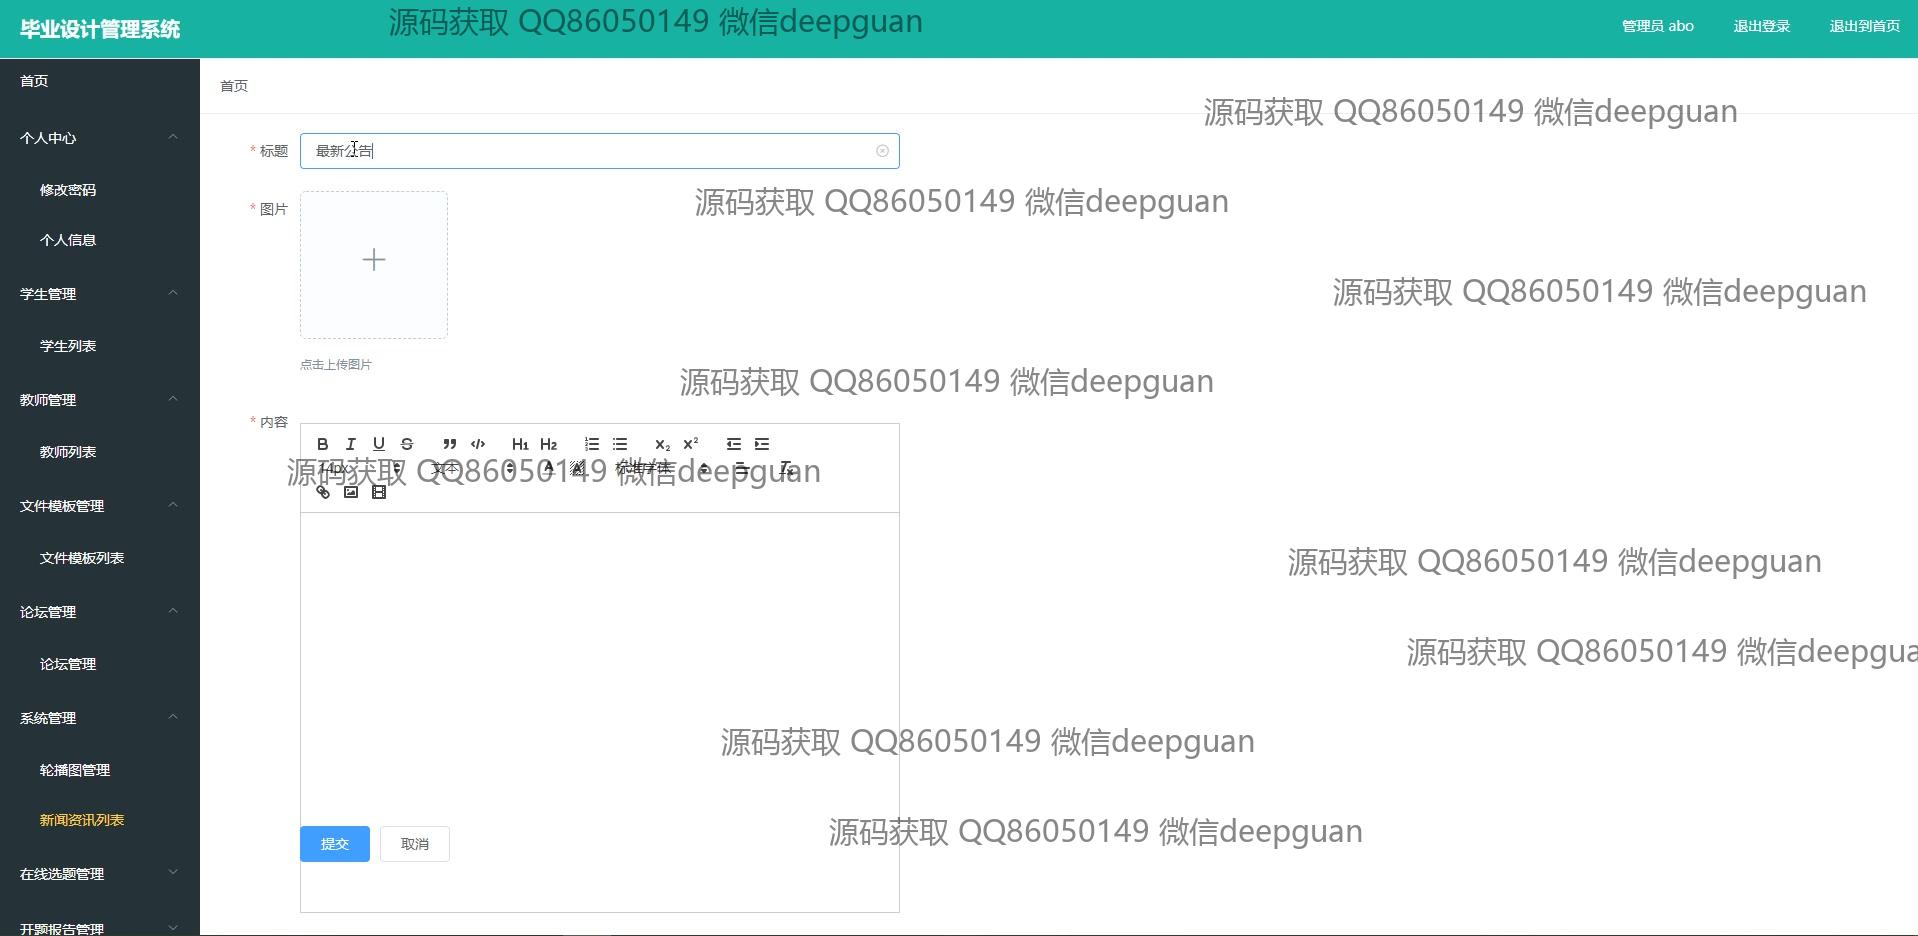 毕业设计管理系统
源码获取 QQ86050149 微信deepguan
管理员 abo
退出登录
退出到首页
首页
个人中心
修改密码
个人信息
学生管理
学生列表
教师管理
教师列表
文件模板管理
文件模板列表
论坛管理
论坛管理
系统管理
轮播图管理
新闻资讯列表
在线选题管理
开题报告管理
首页
源码获取 QQ86050149 微信deepguan
* 标题
最新公告
源码获取 QQ86050149 微信deepguan
* 图片
源码获取 QQ86050149 微信deepguan
点击上传图片
源码获取 QQ86050149 微信deepguan
* 内容
B I U S H1 H2 X2 X2
14px 文本 A A 标准字体 Tx
源码获取 QQ86050149 微信deepguan
源码获取 QQ86050149 微信deepguan
源码获取 QQ86050149 微信deepgua
源码获取 QQ86050149 微信deepguan
源码获取 QQ86050149 微信deepguan
提交
取消